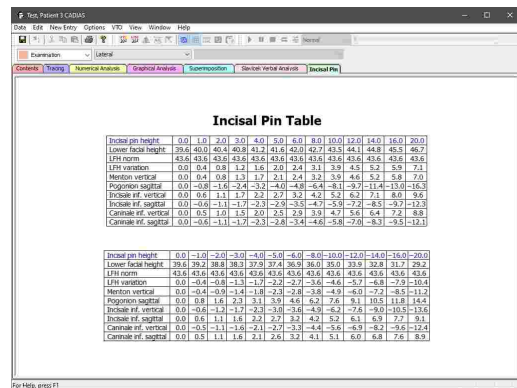 Test, Patient 3 CADIAS
Data Edit New Entry Options VTO View Window Help
Normal
Examination Lateral
Contents Tracing Numerical Analysis Graphical Analysis Superimposition Slavicek Verbal Analysis Incisal Pin
Incisal Pin Table
Incisal pin height 0.0 1.0 2.0 3.0 4.0 5.0 6.0 8.0 10.0 12.0 14.0 16.0 20.0
Lower facial height 39.6 40.0 40.4 40.8 41.2 41.6 42.0 42.7 43.5 44.1 44.8 45.5 46.7
LFH norm 43.6 43.6 43.6 43.6 43.6 43.6 43.6 43.6 43.6 43.6 43.6 43.6 43.6
LFH variation 0.0 0.4 0.8 1.2 1.6 2.0 2.4 3.1 3.9 4.5 5.2 5.9 7.1
Menton vertical 0.0 0.4 0.8 1.3 1.7 2.1 2.4 3.2 3.9 4.6 5.2 5.8 7.0
Pogonion sagittal 0.0 −0.8 −1.6 −2.4 −3.2 −4.0 −4.8 −6.4 −8.1 −9.7 −11.4 −13.0 −16.3
Incisale inf. vertical 0.0 0.6 1.1 1.7 2.2 2.7 3.2 4.2 5.2 6.2 7.1 8.0 9.6
Incisale inf. sagittal 0.0 −0.6 −1.1 −1.7 −2.3 −2.9 −3.5 −4.7 −5.9 −7.2 −8.5 −9.7 −12.3
Caninale inf. vertical 0.0 0.5 1.0 1.5 2.0 2.5 2.9 3.9 4.7 5.6 6.4 7.2 8.8
Caninale inf. sagittal 0.0 −0.6 −1.1 −1.7 −2.3 −2.8 −3.4 −4.6 −5.8 −7.0 −8.3 −9.5 −12.1
Incisal pin height 0.0 −1.0 −2.0 −3.0 −4.0 −5.0 −6.0 −8.0 −10.0 −12.0 −14.0 −16.0 −20.0
Lower facial height 39.6 39.2 38.8 38.3 37.9 37.4 36.9 36.0 35.0 33.9 32.8 31.7 29.2
LFH norm 43.6 43.6 43.6 43.6 43.6 43.6 43.6 43.6 43.6 43.6 43.6 43.6 43.6
LFH variation 0.0 −0.4 −0.8 −1.3 −1.7 −2.2 −2.7 −3.6 −4.6 −5.7 −6.8 −7.9 −10.4
Menton vertical 0.0 −0.4 −0.9 −1.4 −1.8 −2.3 −2.8 −3.8 −4.9 −6.0 −7.2 −8.5 −11.2
Pogonion sagittal 0.0 0.8 1.6 2.3 3.1 3.9 4.6 6.2 7.6 9.1 10.5 11.8 14.4
Incisale inf. vertical 0.0 −0.6 −1.2 −1.7 −2.3 −3.0 −3.6 −4.9 −6.2 −7.6 −9.0 −10.5 −13.6
Incisale inf. sagittal 0.0 0.6 1.1 1.6 2.2 2.7 3.2 4.2 5.2 6.1 6.9 7.7 9.1
Caninale inf. vertical 0.0 −0.5 −1.1 −1.6 −2.1 −2.7 −3.3 −4.4 −5.6 −6.9 −8.2 −9.6 −12.4
Caninale inf. sagittal 0.0 0.5 1.1 1.6 2.1 2.6 3.2 4.1 5.1 6.0 6.8 7.6 8.9
For Help, press F1